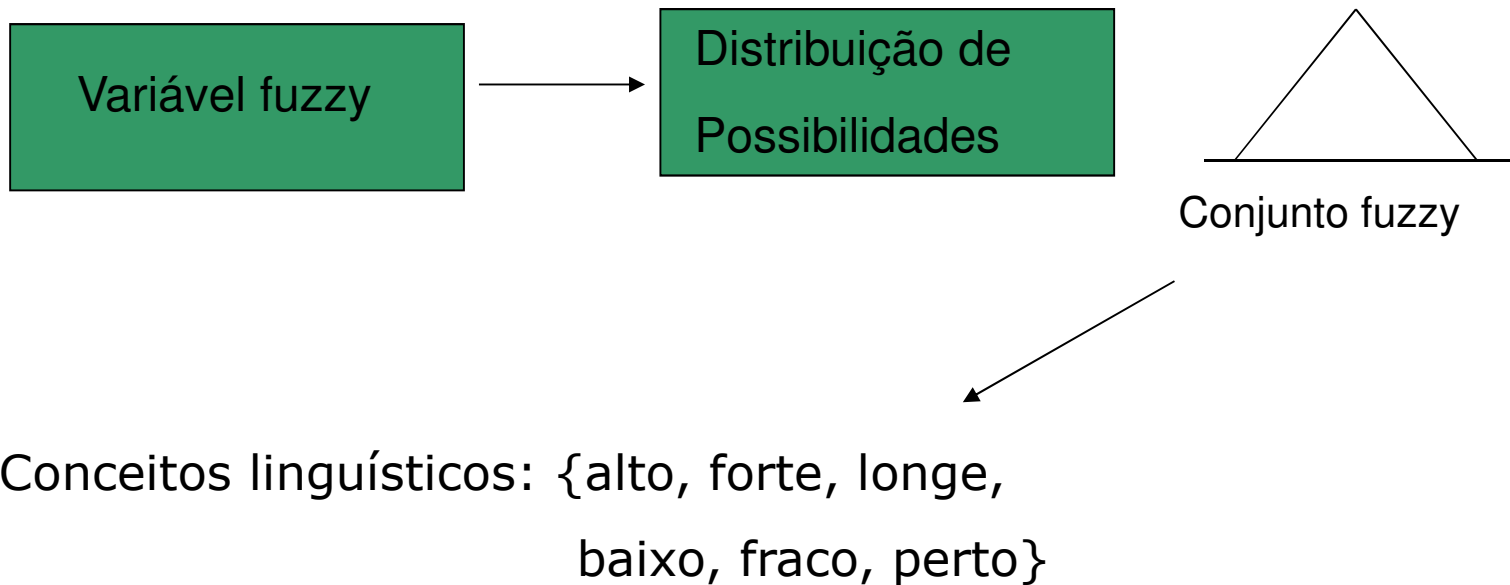 Variável fuzzy
Distribuição de
Possibilidades
Conjunto fuzzy
Conceitos linguísticos: {alto, forte, longe,
baixo, fraco, perto}